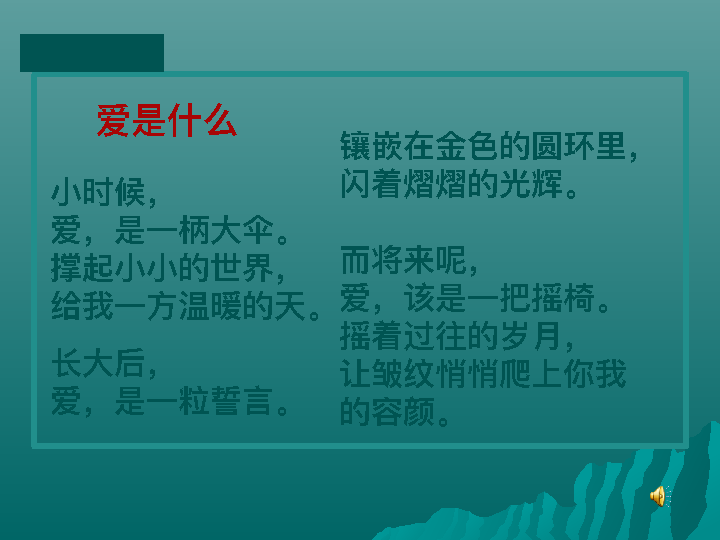 爱是什么
小时候，
爱，是一柄大伞。
撑起小小的世界，
给我一方温暖的天。
长大后，
爱，是一粒誓言。
镶嵌在金色的圆环里，
闪着熠熠的光辉。
而将来呢，
爱，该是一把摇椅。
摇着过往的岁月，
让皱纹悄悄爬上你我
的容颜。